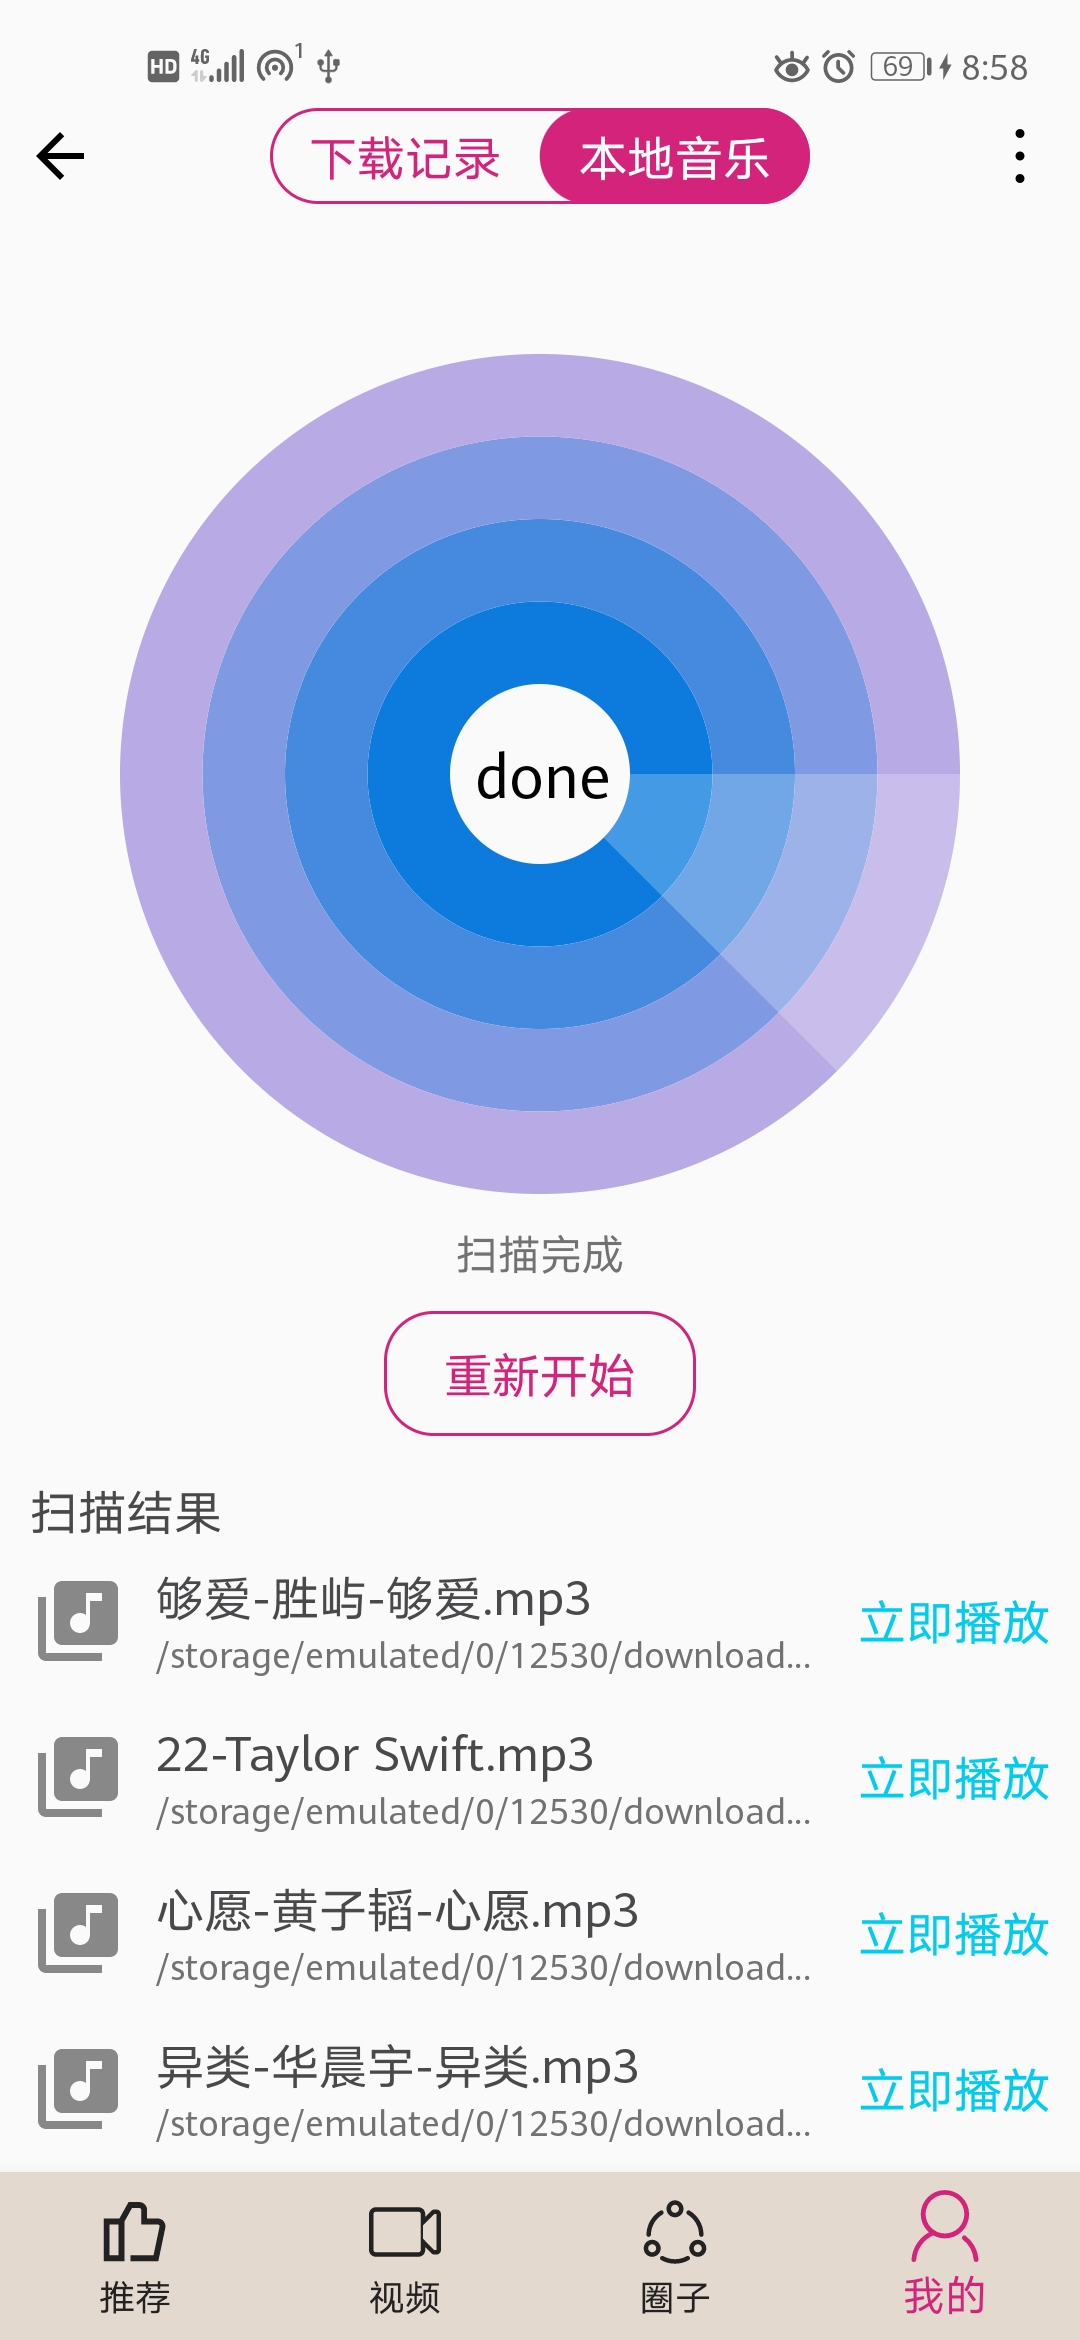 HD 4G 1 69 8:58
下载记录 本地音乐
done
扫描完成
重新开始
扫描结果
够爱-胜屿-够爱.mp3
/storage/emulated/0/12530/download...
立即播放
22-Taylor Swift.mp3
/storage/emulated/0/12530/download...
立即播放
心愿-黄子韬-心愿.mp3
/storage/emulated/0/12530/download...
立即播放
异类-华晨宇-异类.mp3
/storage/emulated/0/12530/download...
立即播放
推荐 视频 圈子 我的